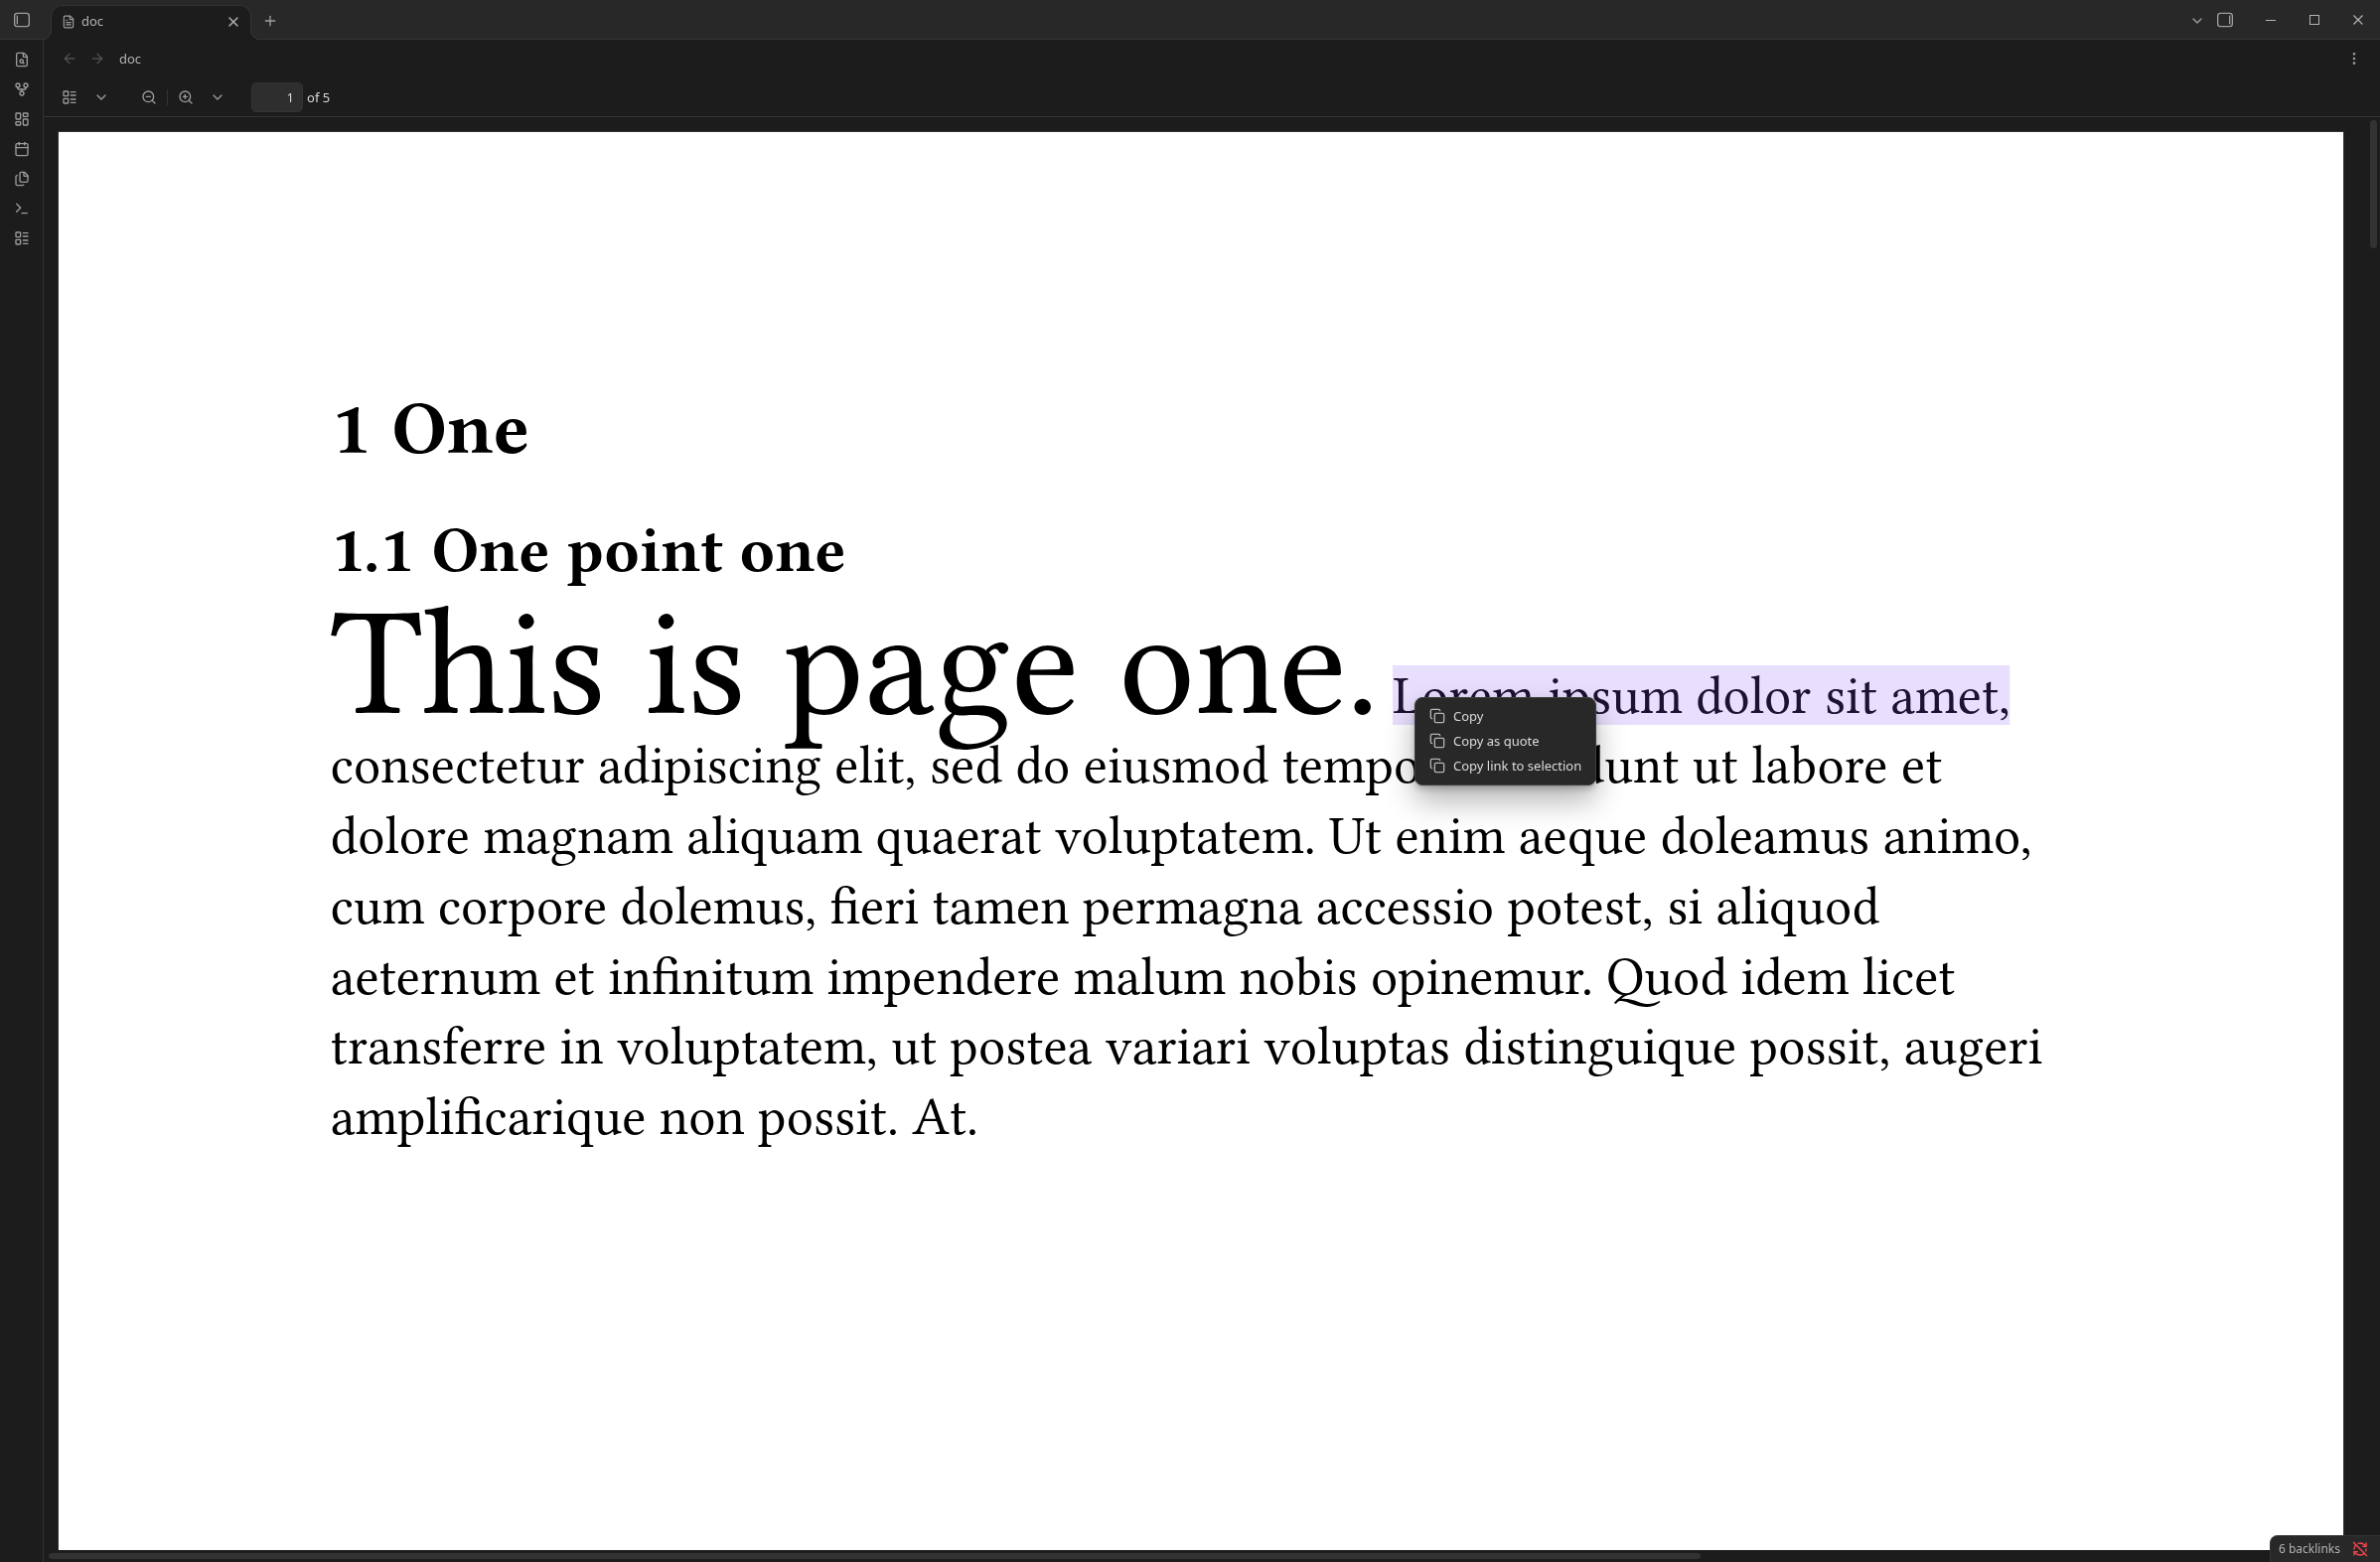 doc
doc
1 of 5
1 One
1.1 One point one
This is page one. Lorem ipsum dolor sit amet,
Copy
Copy as quote
Copy link to selection
consectetur adipiscing elit, sed do eiusmod tempo dunt ut labore et
dolore magnam aliquam quaerat voluptatem. Ut enim aeque doleamus animo,
cum corpore dolemus, fieri tamen permagna accessio potest, si aliquod
aeternum et infinitum impendere malum nobis opinemur. Quod idem licet
transferre in voluptatem, ut postea variari voluptas distinguique possit, augeri
amplificarique non possit. At.
6 backlinks